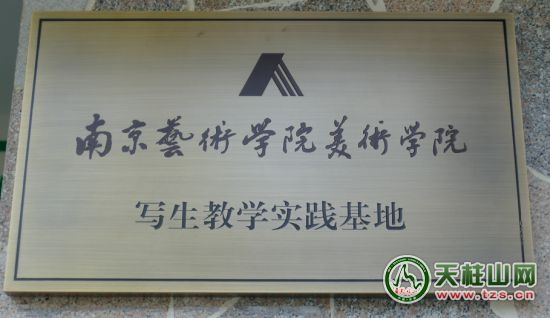 南京藝術学院美術学院
写生教学实践基地
天柱山网
www.tzs.cn